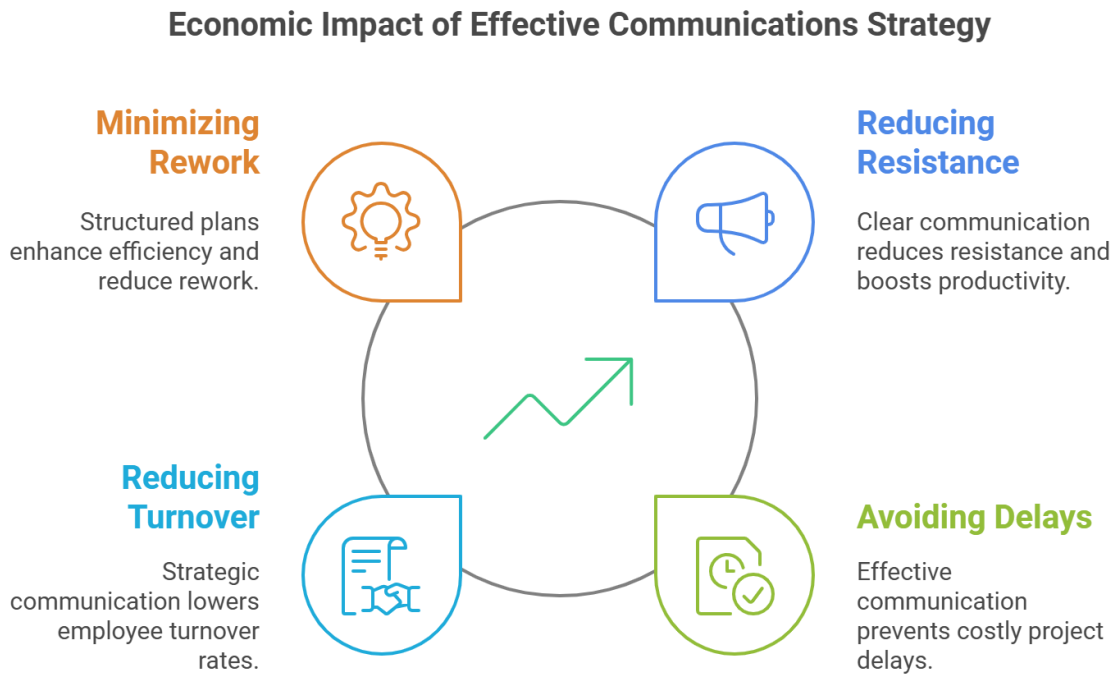 Economic Impact of Effective Communications Strategy
Minimizing
Rework
Structured plans
enhance efficiency and
reduce rework.
Reducing
Resistance
Clear communication
reduces resistance and
boosts productivity.
Reducing
Turnover
Strategic
communication lowers
employee turnover
rates.
Avoiding Delays
Effective
communication
prevents costly project
delays.